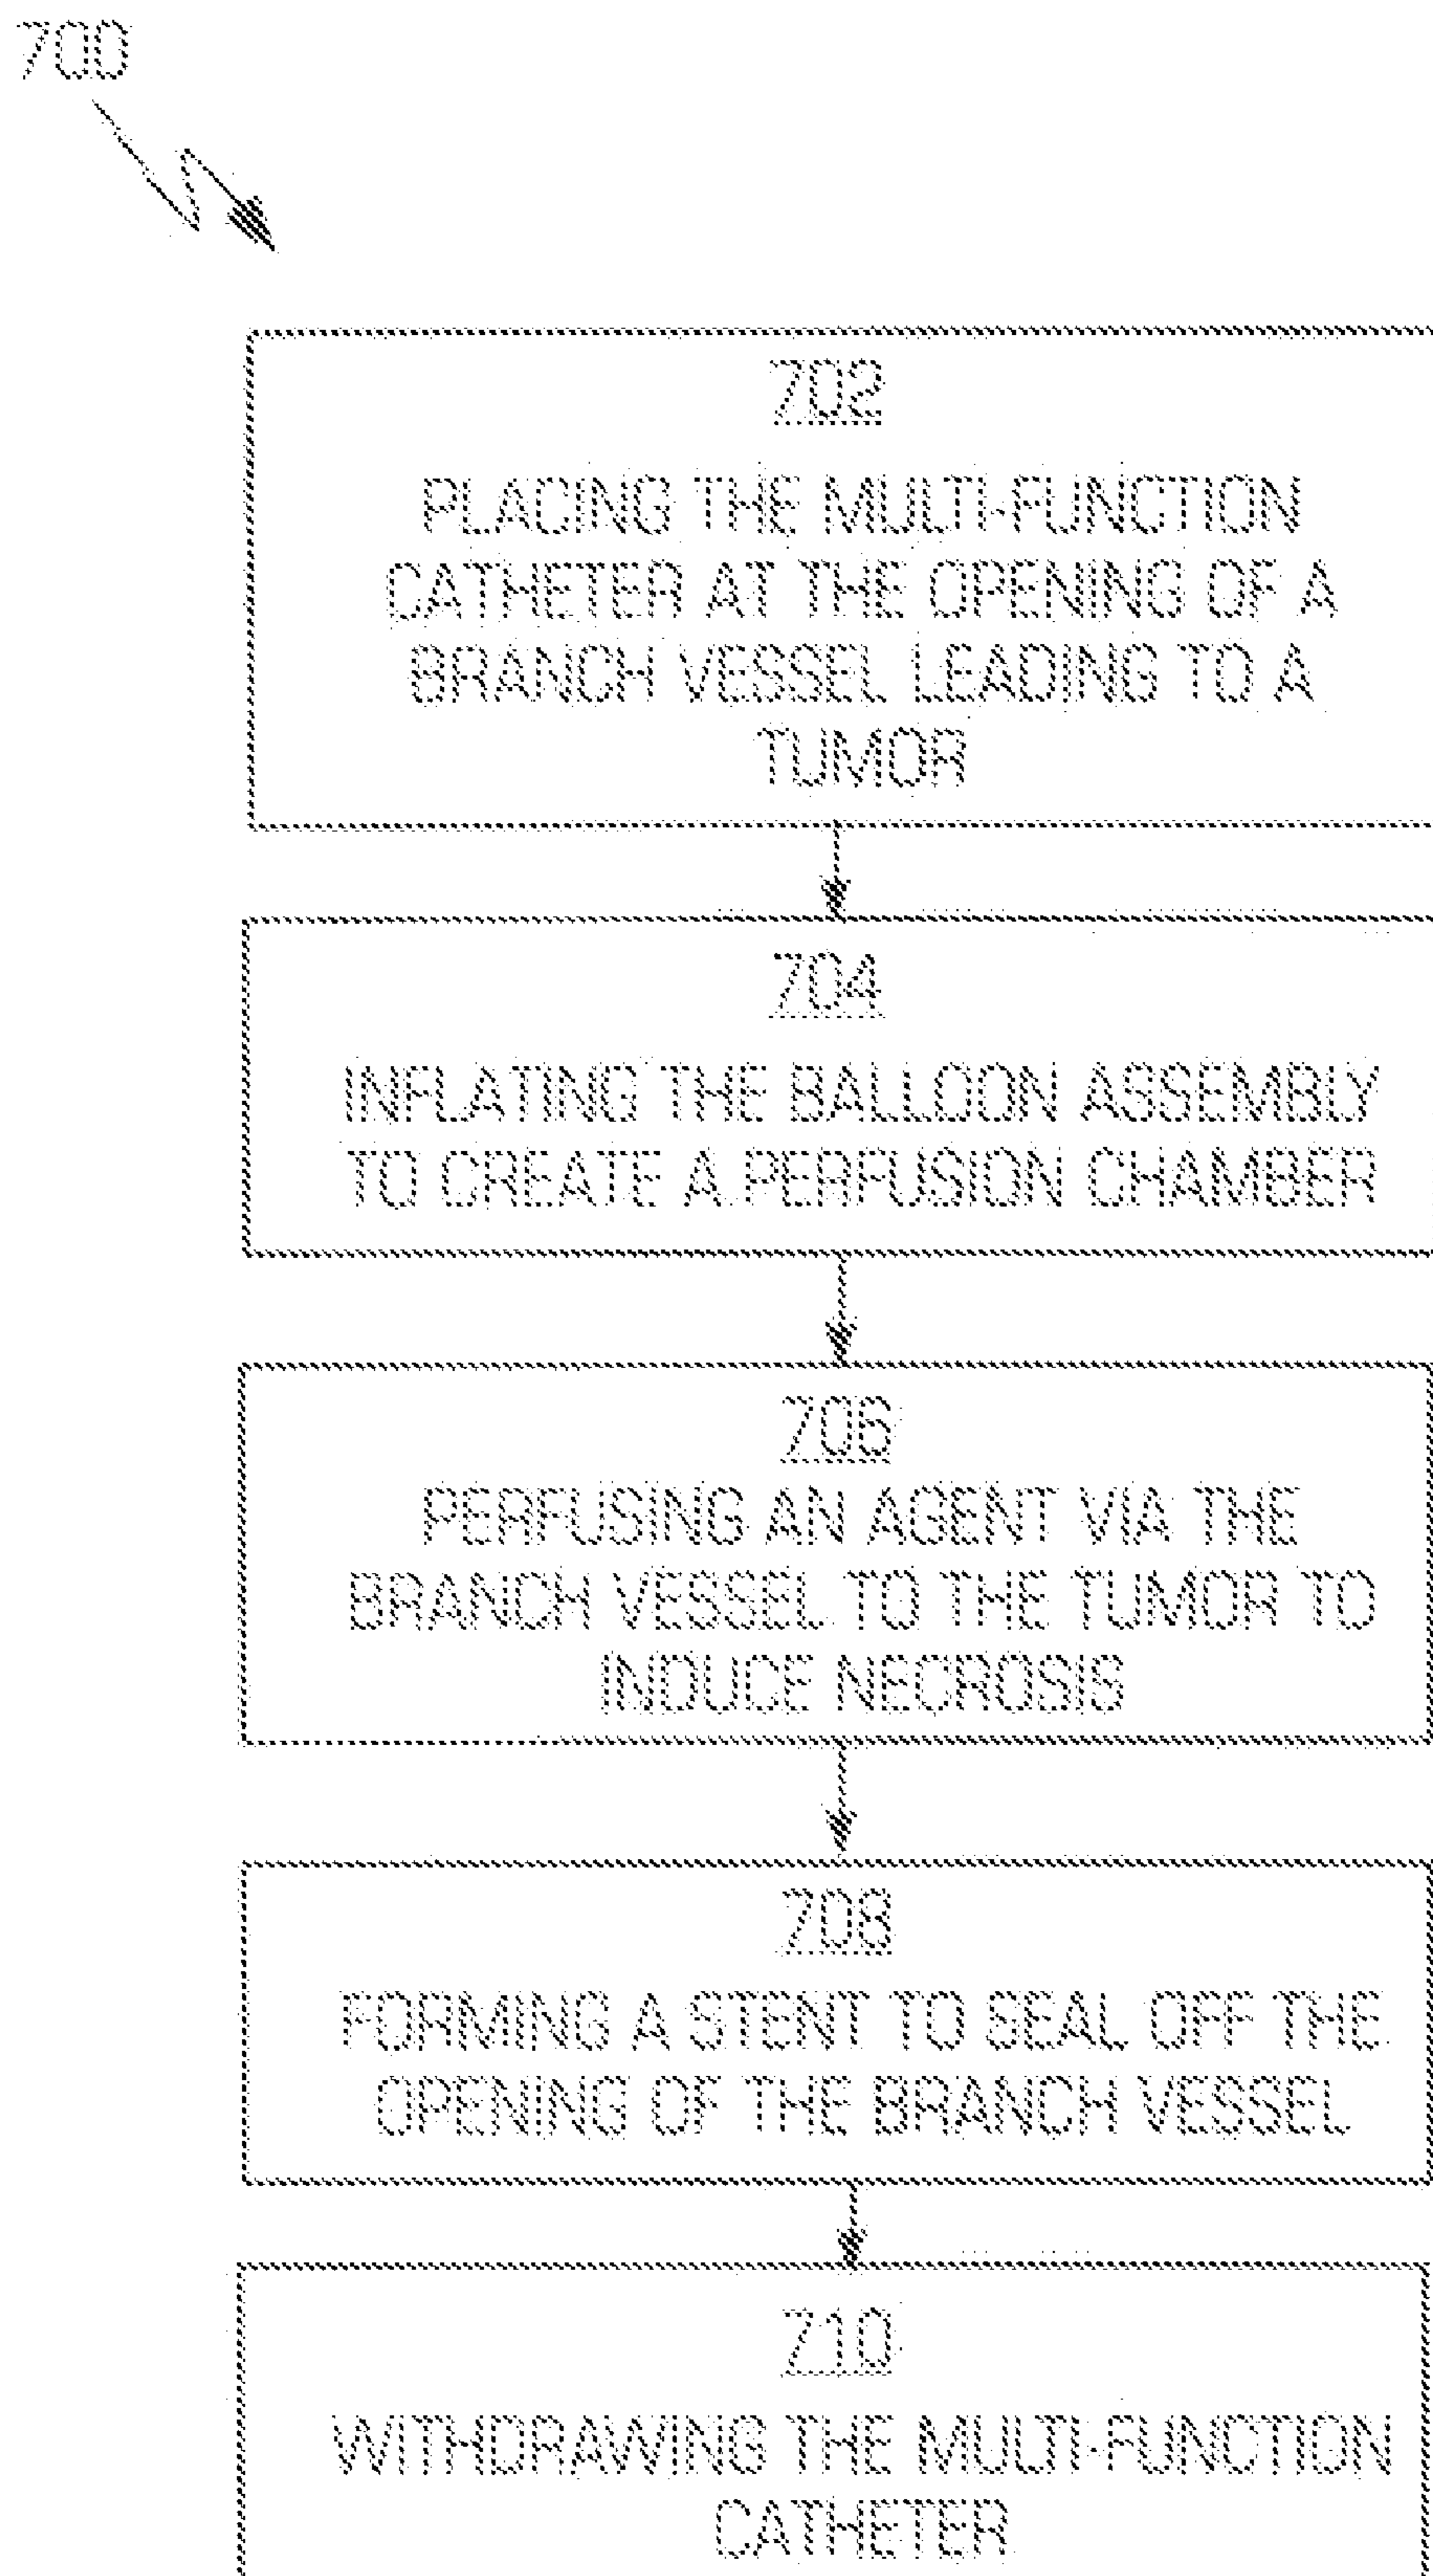 700
702
PLACING THE MULTI-FUNCTION
CATHETER AT THE OPENING OF A
BRANCH VESSEL LEADING TO A
TUMOR
704
INFLATING THE BALLOON ASSEMBLY
TO CREATE A PERFUSION CHAMBER
706
PERFUSING AN AGENT VIA THE
BRANCH VESSEL TO THE TUMOR TO
INDUCE NECROSIS
708
FORMING A STENT TO SEAL OFF THE
OPENING OF THE BRANCH VESSEL
710
WITHDRAWING THE MULTI-FUNCTION
CATHETER